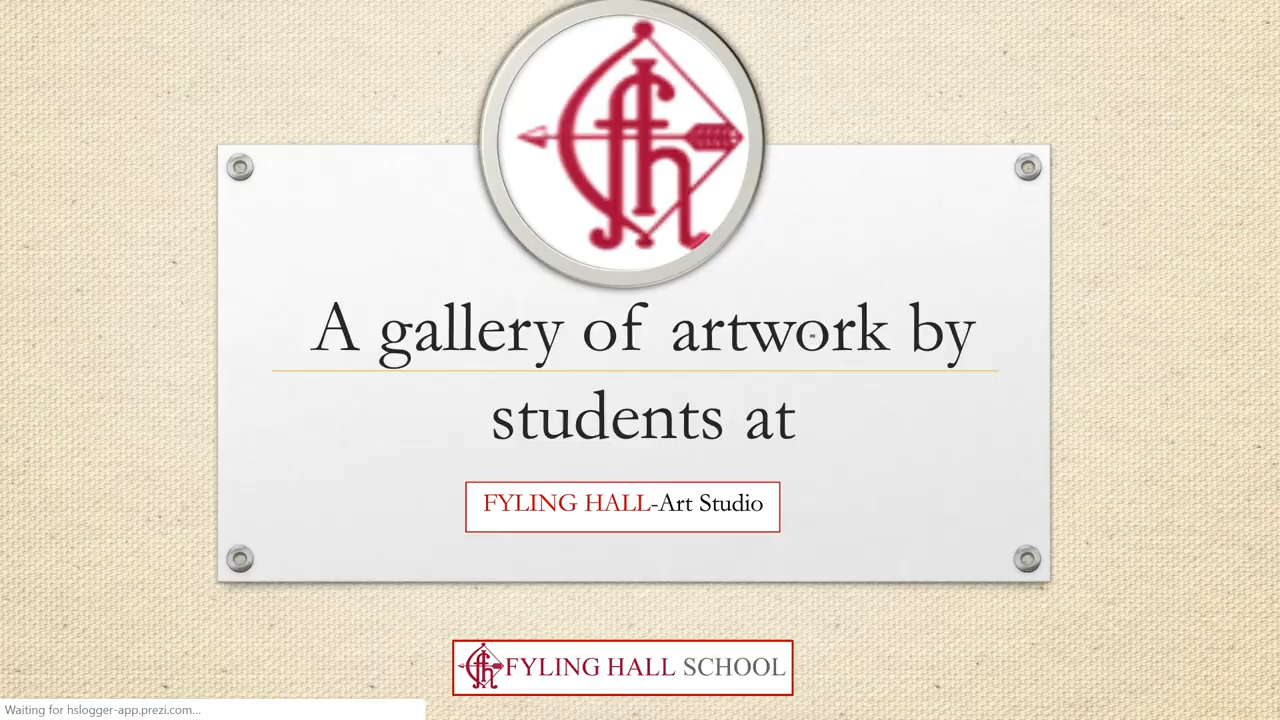 A gallery of artwork by
students at
FYLING HALL-Art Studio
FYLING HALL SCHOOL
Waiting for hslogger-app.prezi.com...